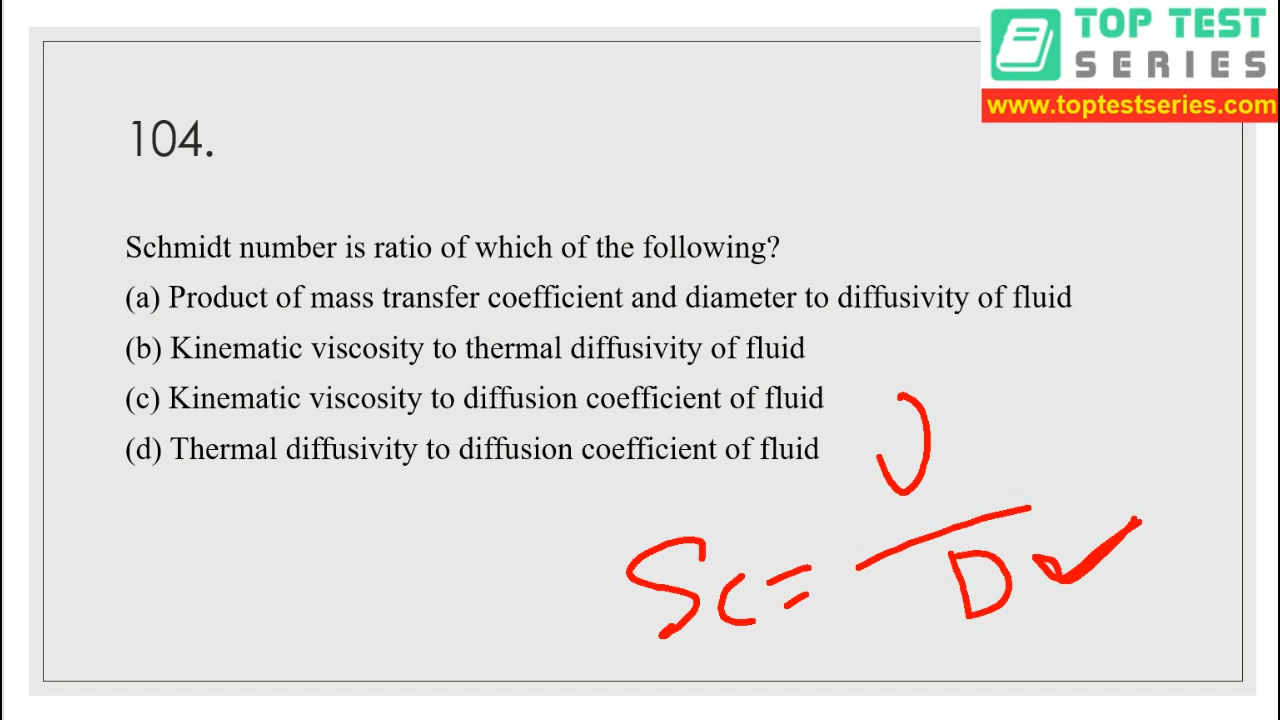 TOP TEST
SERIES
www.toptestseries.com
104.
Schmidt number is ratio of which of the following?
(a) Product of mass transfer coefficient and diameter to diffusivity of fluid
(b) Kinematic viscosity to thermal diffusivity of fluid
(c) Kinematic viscosity to diffusion coefficient of fluid
(d) Thermal diffusivity to diffusion coefficient of fluid
Sc =
D